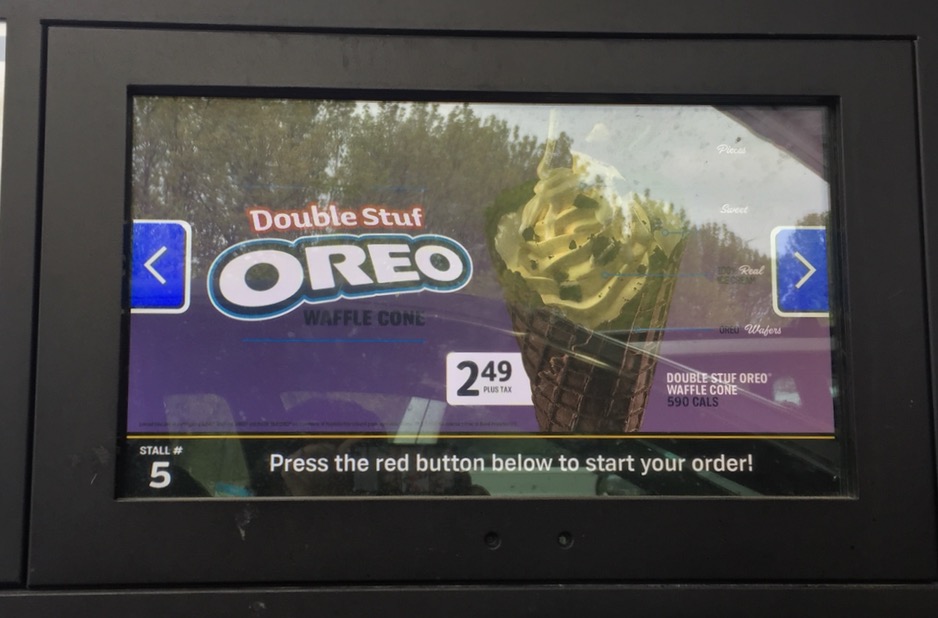 Pieces
Sweet
Double Stuf
OREO
Real
WAFFLE CONE
OREO Wafers
2 49
PLUS TAX
DOUBLE STUF OREO®
WAFFLE CONE
590 CALS
STALL #
5
Press the red button below to start your order!